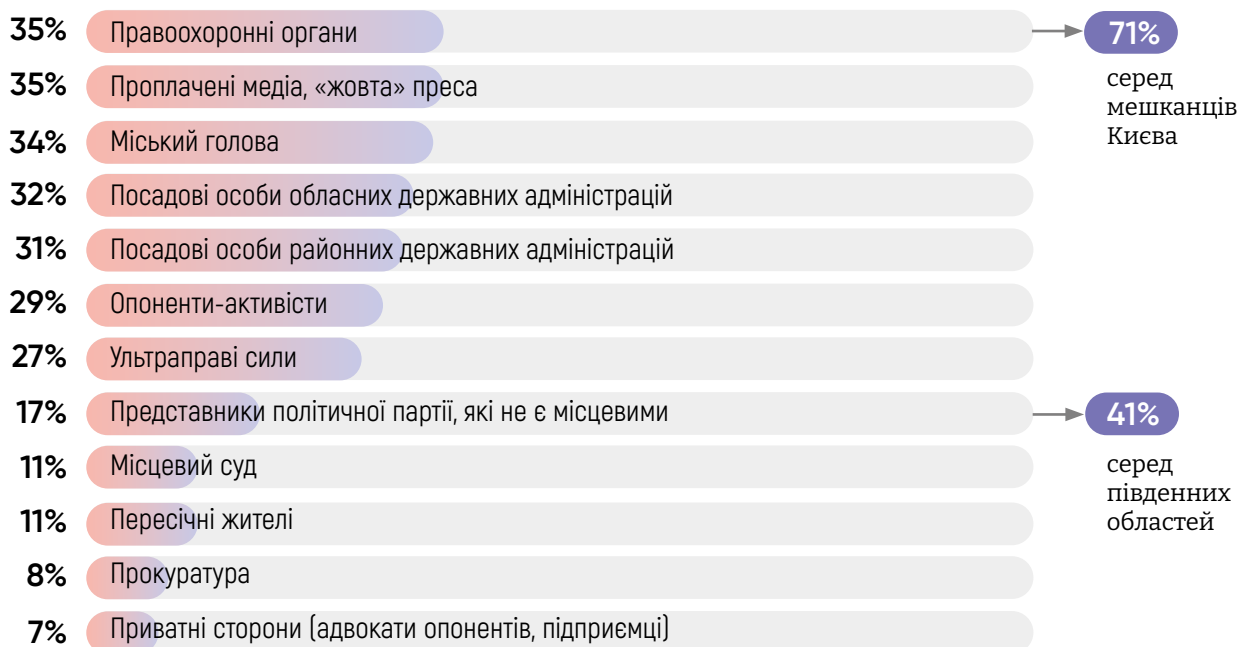 35% Правоохоронні органи 71%
35% Проплачені медіа, «жовта» преса
серед
мешканців
Києва
34% Міський голова
32% Посадові особи обласних державних адміністрацій
31% Посадові особи районних державних адміністрацій
29% Опоненти-активісти
27% Ультраправі сили
17% Представники політичної партії, які не є місцевими 41%
11% Місцевий суд
серед
південних
областей
11% Пересічні жителі
8% Прокуратура
7% Приватні сторони (адвокати опонентів, підприємці)